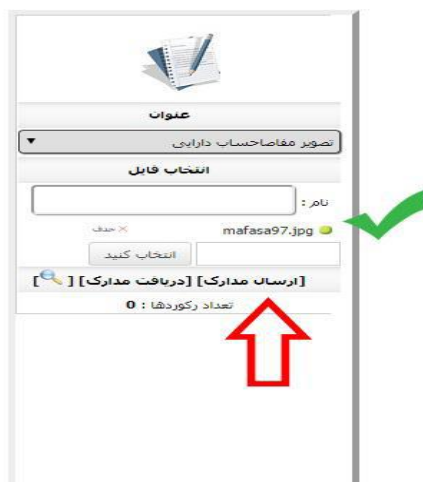 عنوان
تصویر مفاصاحساب دارایی
انتخاب فایل
نام :
mafasa97.jpg حذف
انتخاب کنید
[ارسال مدارک] [دریافت مدارک] [ ]
تعداد رکوردها : 0